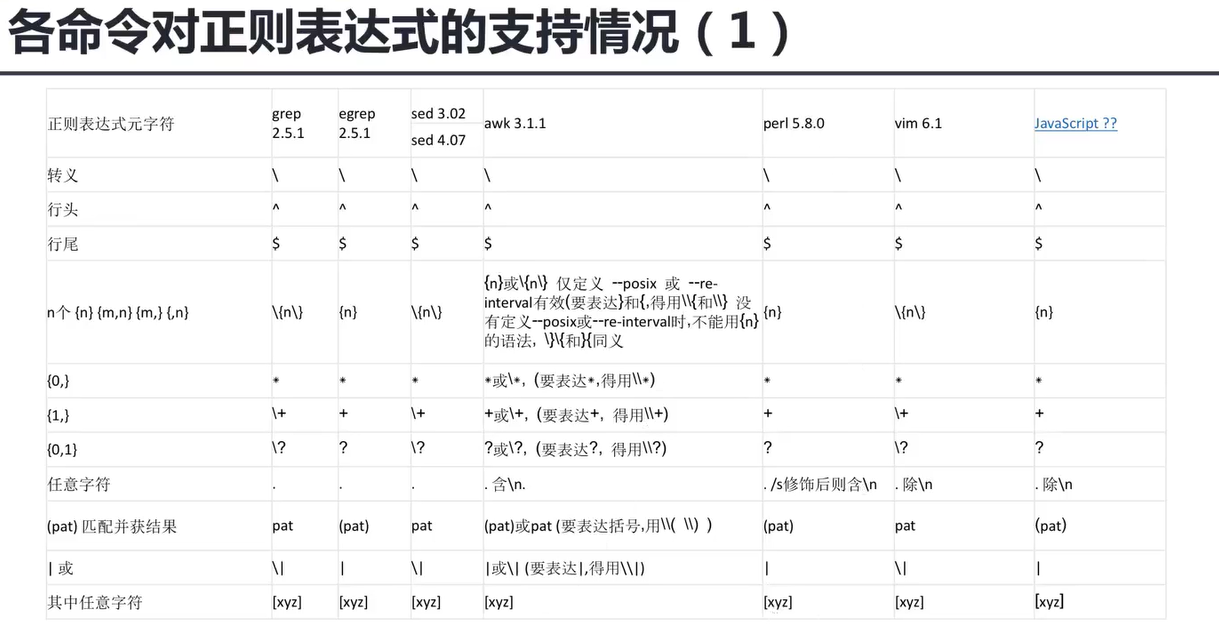 各命令对正则表达式的支持情况（1）
正则表达式元字符 grep 2.5.1 egrep 2.5.1 sed 3.02 sed 4.07 awk 3.1.1 perl 5.8.0 vim 6.1 JavaScript ??
转义 \ \ \ \ \ \ \
行头 ^ ^ ^ ^ ^ ^ ^
行尾 $ $ $ $ $ $ $
n个 {n} {m,n} {m,} {,n} \{n\} {n} \{n\} {n}或\{n\} 仅定义 --posix 或 --re-
interval有效(要表达}和{,得用\\{和\\} 没
有定义--posix或--re-interval时,不能用{n}
的语法, \}\{和}{同义 {n} \{n\} {n}
{0,} * * * *或\*, (要表达*,得用\\*) * * *
{1,} \+ + \+ +或\+, (要表达+, 得用\\+) + \+ +
{0,1} \? ? \? ?或\?, (要表达?, 得用\\?) ? \? ?
任意字符 . . . . 含\n. . /s修饰后则含\n . 除\n . 除\n
(pat) 匹配并获结果 pat (pat) pat (pat)或pat (要表达括号,用\\( \\) ) (pat) pat (pat)
| 或 \| | \| |或\| (要表达|,得用\\|) | \| |
其中任意字符 [xyz] [xyz] [xyz] [xyz] [xyz] [xyz] [xyz]